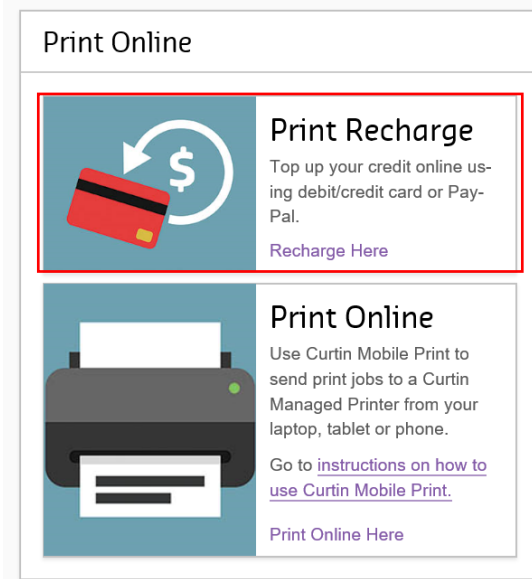 Print Online
$
Print Recharge
Top up your credit online us-
ing debit/credit card or Pay-
Pal.
Recharge Here
Print Online
Use Curtin Mobile Print to
send print jobs to a Curtin
Managed Printer from your
laptop, tablet or phone.
Go to instructions on how to
use Curtin Mobile Print.
Print Online Here